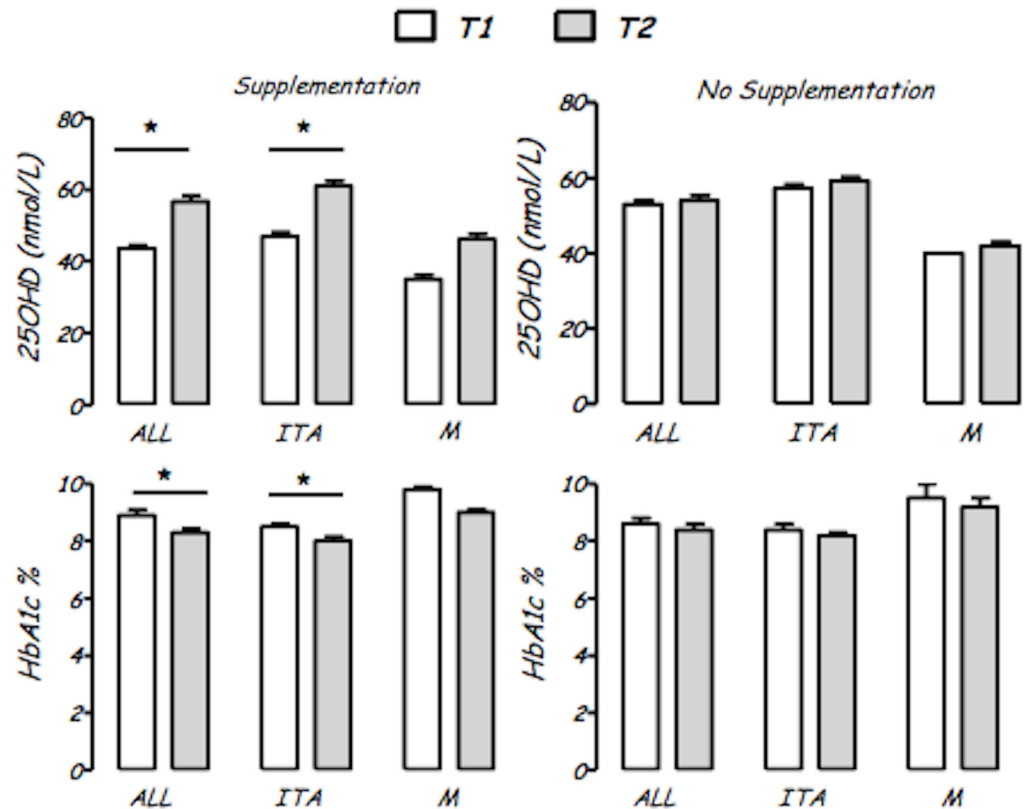 T1 T2
Supplementation
No Supplementation
25OHD (nmol/L)
80
60
40
20
0
* *
ALL ITA M
25OHD (nmol/L)
80
60
40
20
0
ALL ITA M
HbA1c %
10
8
6
4
2
0
* *
ALL ITA M
HbA1c %
10
8
6
4
2
0
ALL ITA M